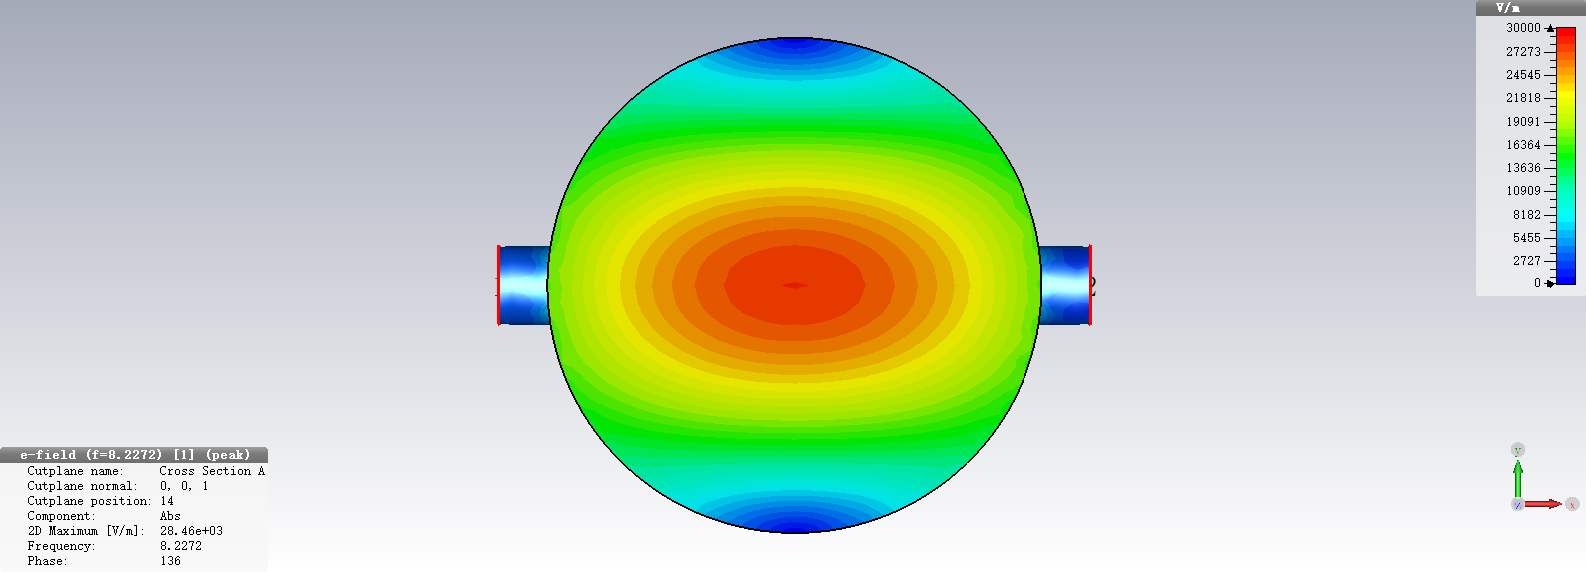 V/m
30000
27273
24545
21818
19091
16364
13636
10909
8182
5455
2727
0
2
e-field (f=8.2272) [1] (peak)
Cutplane name: Cross Section A
Cutplane normal: 0, 0, 1
Cutplane position: 14
Component: Abs
2D Maximum [V/m]: 28.46e+03
Frequency: 8.2272
Phase: 136
Y
Z
X